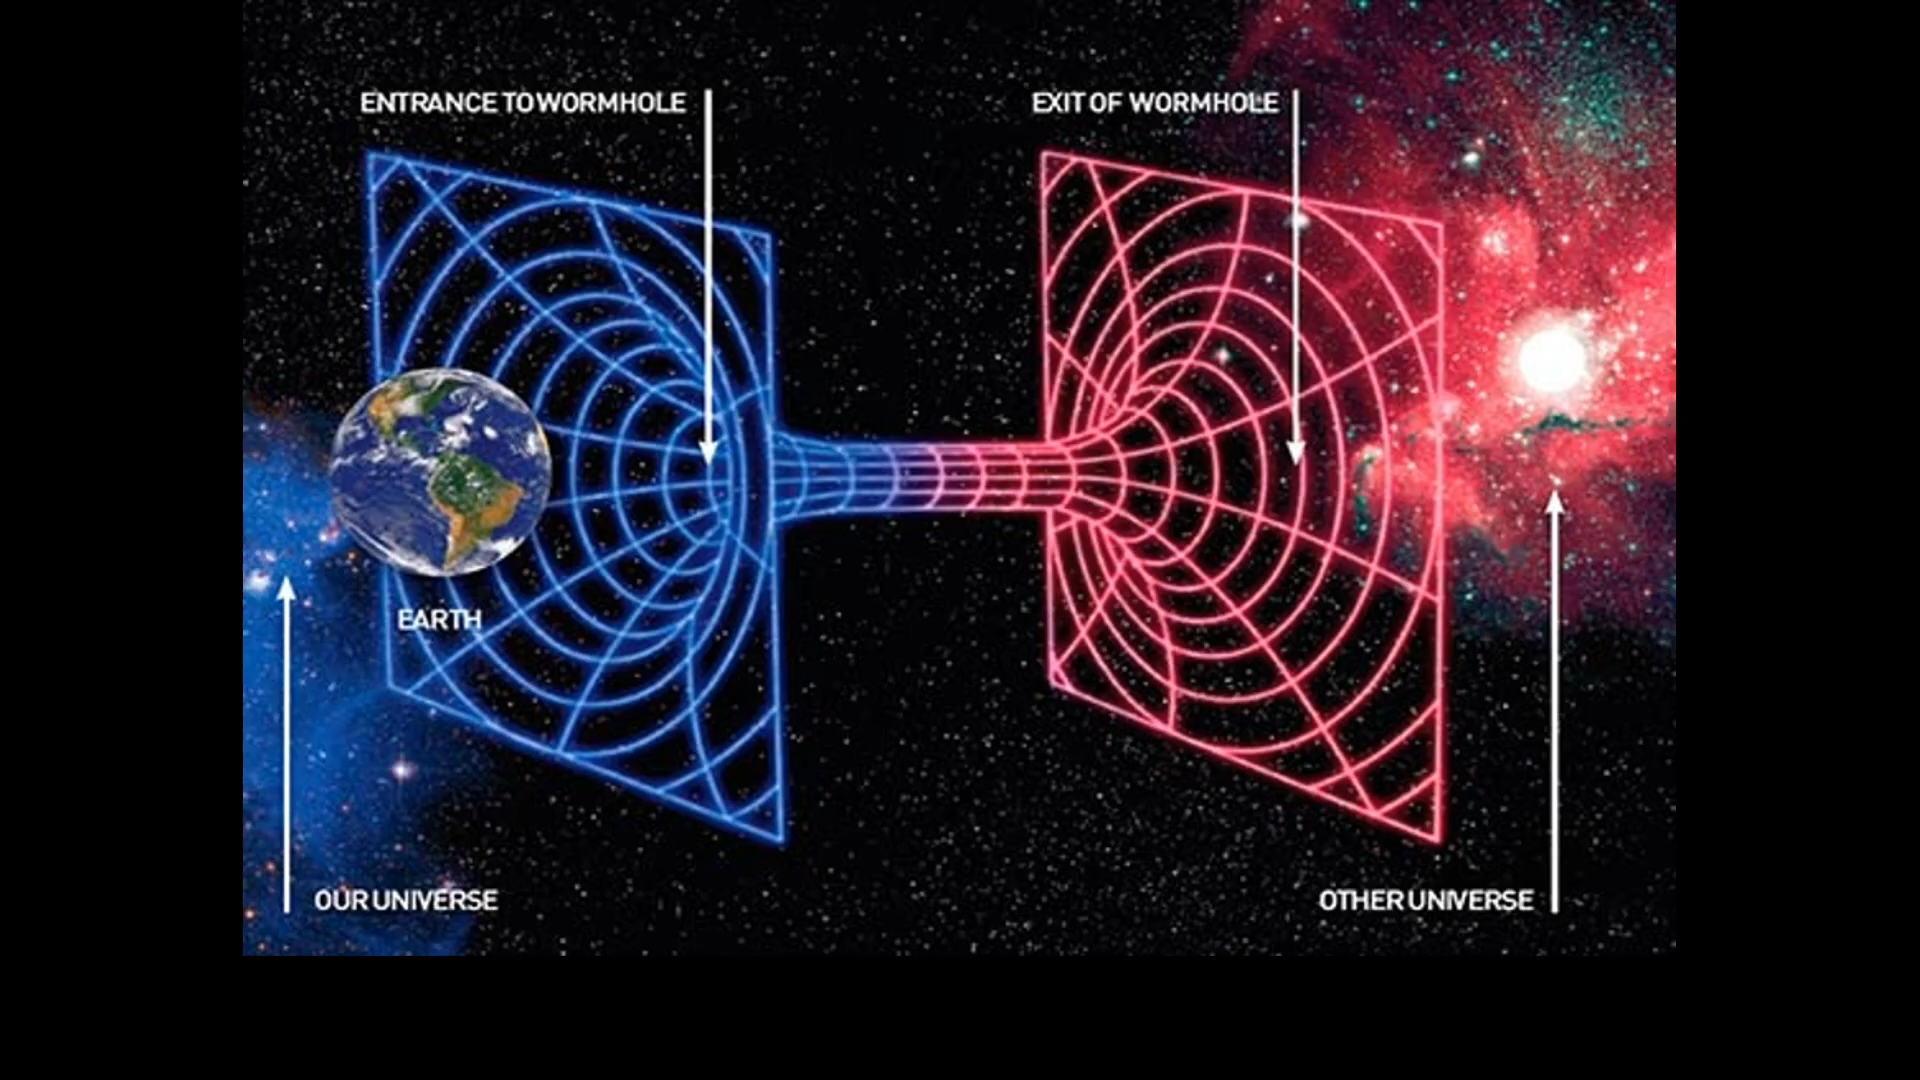 ENTRANCE TO WORMHOLE
EXIT OF WORMHOLE
EARTH
OUR UNIVERSE
OTHER UNIVERSE